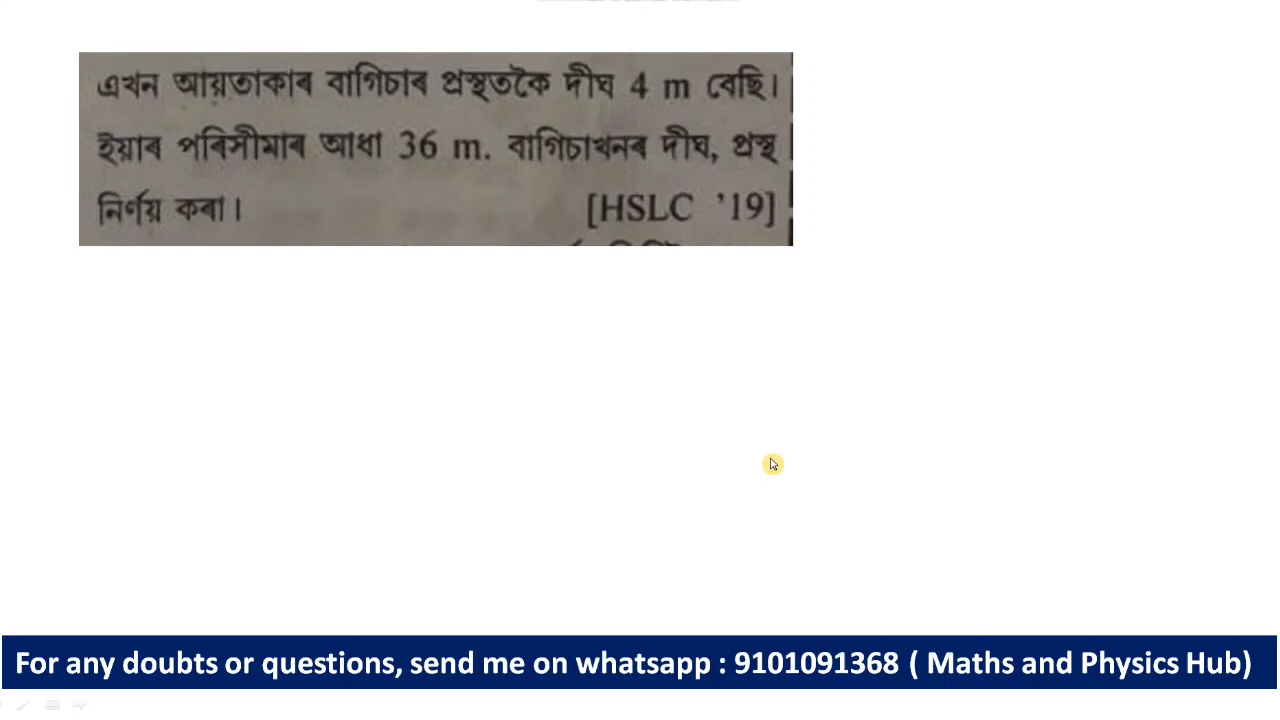 এখন আয়তাকাৰ বাগিচাৰ প্ৰস্থতকৈ দীঘ 4 m বেছি।
ইয়াৰ পৰিসীমাৰ আধা 36 m. বাগিচাখনৰ দীঘ, প্ৰস্থ
নিৰ্ণয় কৰা। [HSLC ’19]
For any doubts or questions, send me on whatsapp : 9101091368 ( Maths and Physics Hub)